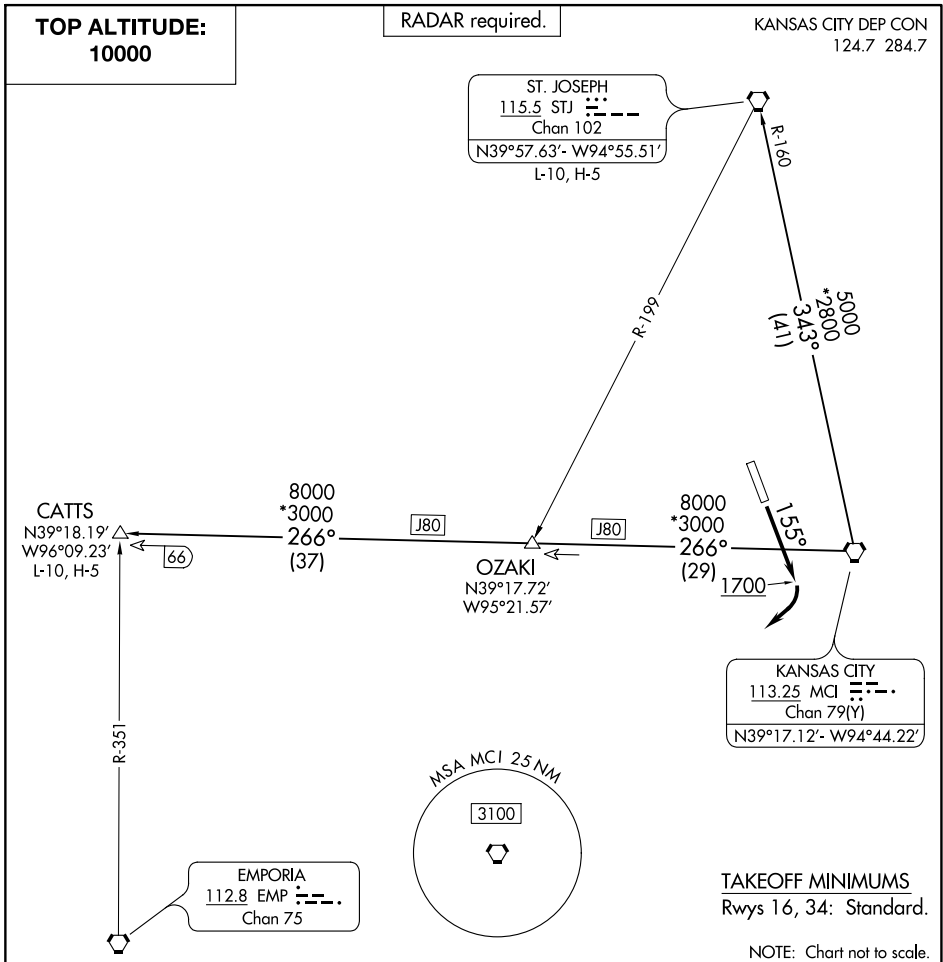 TOP ALTITUDE:
10000
RADAR required.
KANSAS CITY DEP CON
124.7 284.7
ST. JOSEPH
115.5 STJ
Chan 102
N39°57.63'- W94°55.51'
L-10, H-5
R-160
R-199
5000
*2800
343°
(41)
CATTS
N39°18.19'
W96°09.23'
L-10, H-5
66
8000
*3000
266°
(37)
J80
OZAKI
N39°17.72'
W95°21.57'
J80
8000
*3000
266°
(29)
155°
1700
KANSAS CITY
113.25 MCI
Chan 79(Y)
N39°17.12'- W94°44.22'
R-351
MSA MCI 25 NM
3100
EMPORIA
112.8 EMP
Chan 75
TAKEOFF MINIMUMS
Rwys 16, 34: Standard.
NOTE: Chart not to scale.